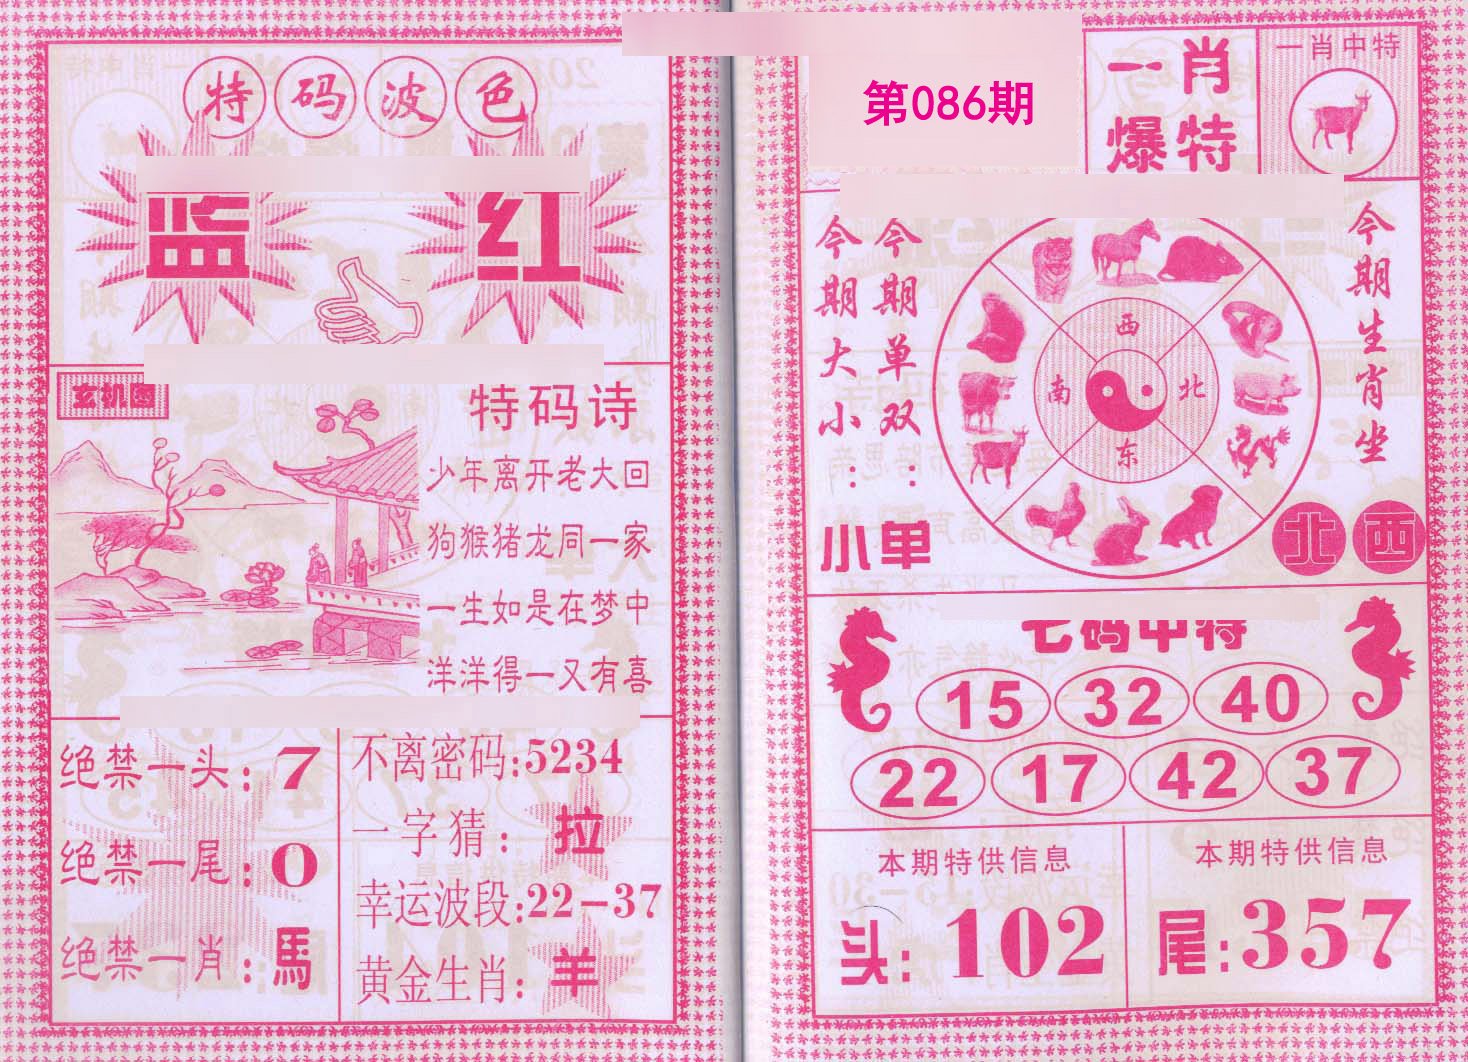 特码波色
监 红
玄机图
特码诗
少年离开老大回
狗猴猪龙同一家
一生如是在梦中
洋洋得一又有喜
绝禁一头:7
绝禁一尾:0
绝禁一肖:馬
不离密码:5234
一字猜:拉
幸运波段:22-37
黄金生肖:羊
第086期
一肖
爆特
一肖中特
今期大小:
小
今期单双:
单
西
南 北
东
今期生肖坐
北西
七码中特
15 32 40
22 17 42 37
本期特供信息
头:102
本期特供信息
尾:357